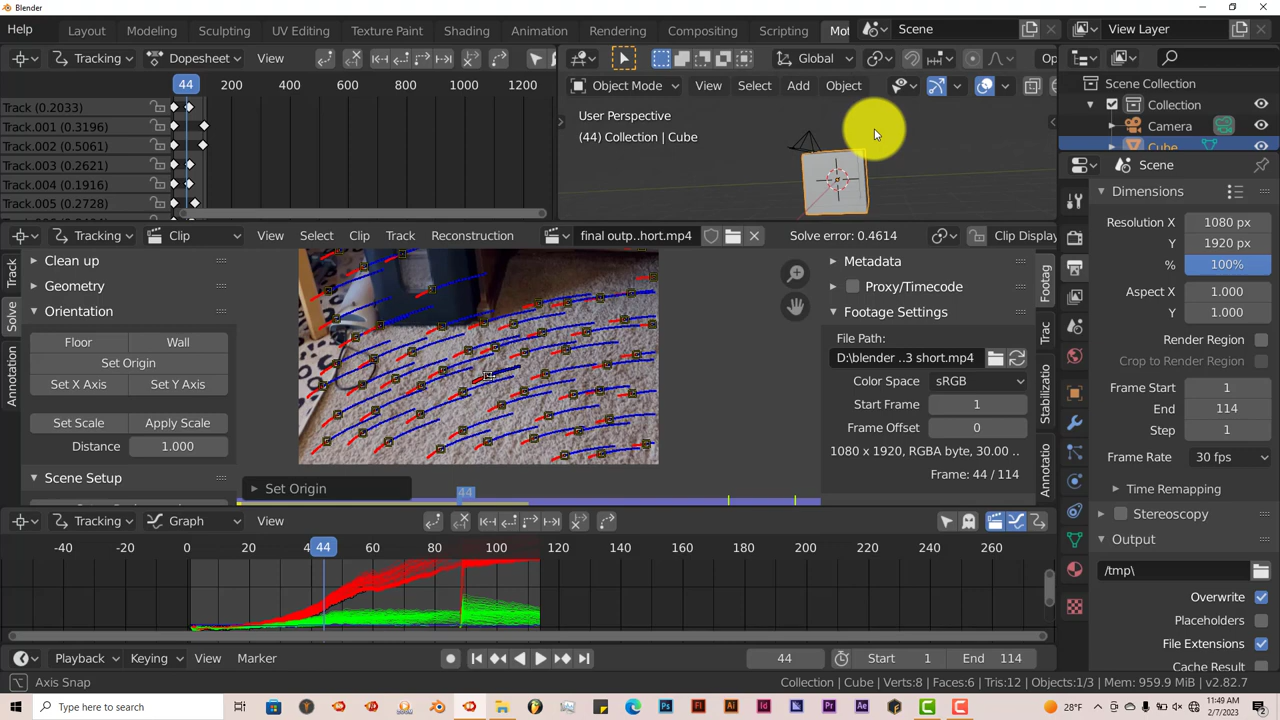 Blender
Help Layout Modeling Sculpting UV Editing Texture Paint Shading Animation Rendering Compositing Scripting Mot Scene View Layer
Tracking Dopesheet View Global Op
44 200 400 600 800 1000 1200
Object Mode View Select Add Object
Scene Collection
Track (0.2033)
Track.001 (0.3196)
Track.002 (0.5061)
Track.003 (0.2621)
Track.004 (0.1916)
Track.005 (0.2728)
User Perspective
(44) Collection | Cube
Collection
Camera
Cube
Scene
Dimensions
Resolution X 1080 px
Y 1920 px
% 100%
Aspect X 1.000
Y 1.000
Render Region
Crop to Render Region
Frame Start 1
End 114
Step 1
Frame Rate 30 fps
Time Remapping
Stereoscopy
Output
/tmp\
Overwrite
Placeholders
File Extensions
Cache Result
Tracking Clip View Select Clip Track Reconstruction final outp..hort.mp4 Solve error: 0.4614 Clip Display
Track
Solve
Annotation
Clean up
Geometry
Orientation
Floor Wall
Set Origin
Set X Axis Set Y Axis
Set Scale Apply Scale
Distance 1.000
Scene Setup
Set Origin
44
Metadata
Proxy/Timecode
Footage Settings
File Path:
D:\blender ..3 short.mp4
Color Space sRGB
Start Frame 1
Frame Offset 0
1080 x 1920, RGBA byte, 30.00 ..
Frame: 44 / 114
Footag
Trac
Stabilizatio
Annotatio
Tracking Graph View
-40 -20 0 20 4 44 60 80 100 120 140 160 180 200 220 240 260
Playback Keying View Marker 44 Start 1 End 114
Axis Snap Collection | Cube | Verts:8 | Faces:6 | Tris:12 | Objects:1/3 | Mem: 959.9 MiB | v2.82.7
Type here to search 28°F 11:49 AM
2/7/2023